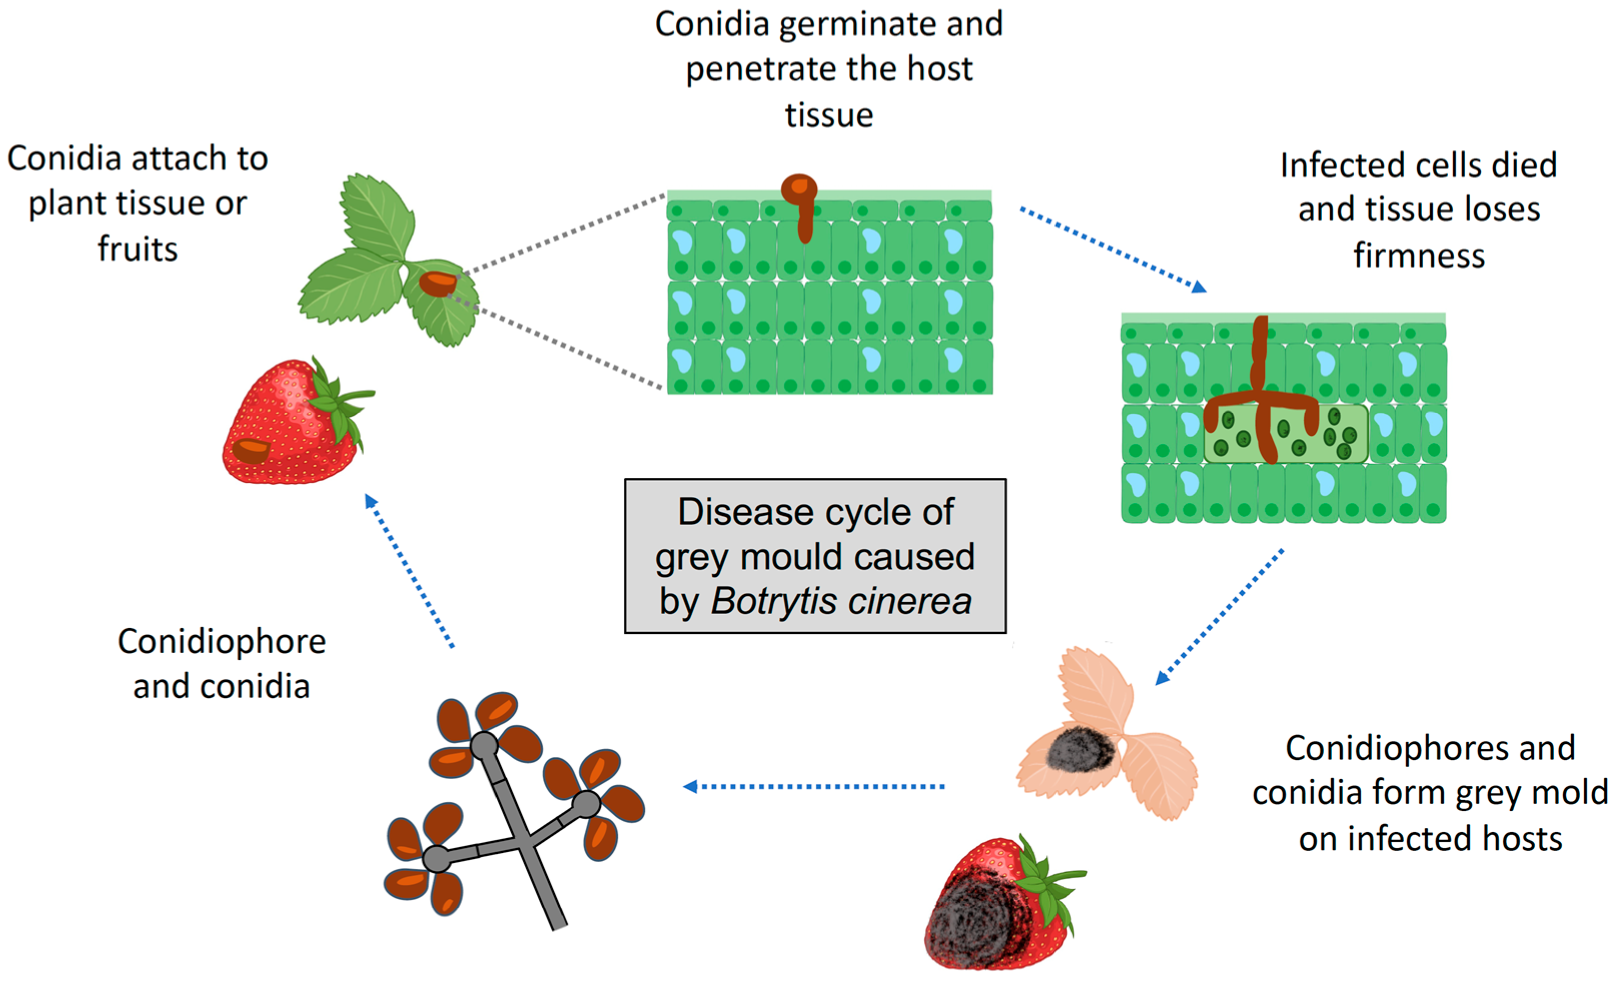 Conidia germinate and
penetrate the host
tissue
Conidia attach to
plant tissue or
fruits
Infected cells died
and tissue loses
firmness
Disease cycle of
grey mould caused
by Botrytis cinerea
Conidiophore
and conidia
Conidiophores and
conidia form grey mold
on infected hosts